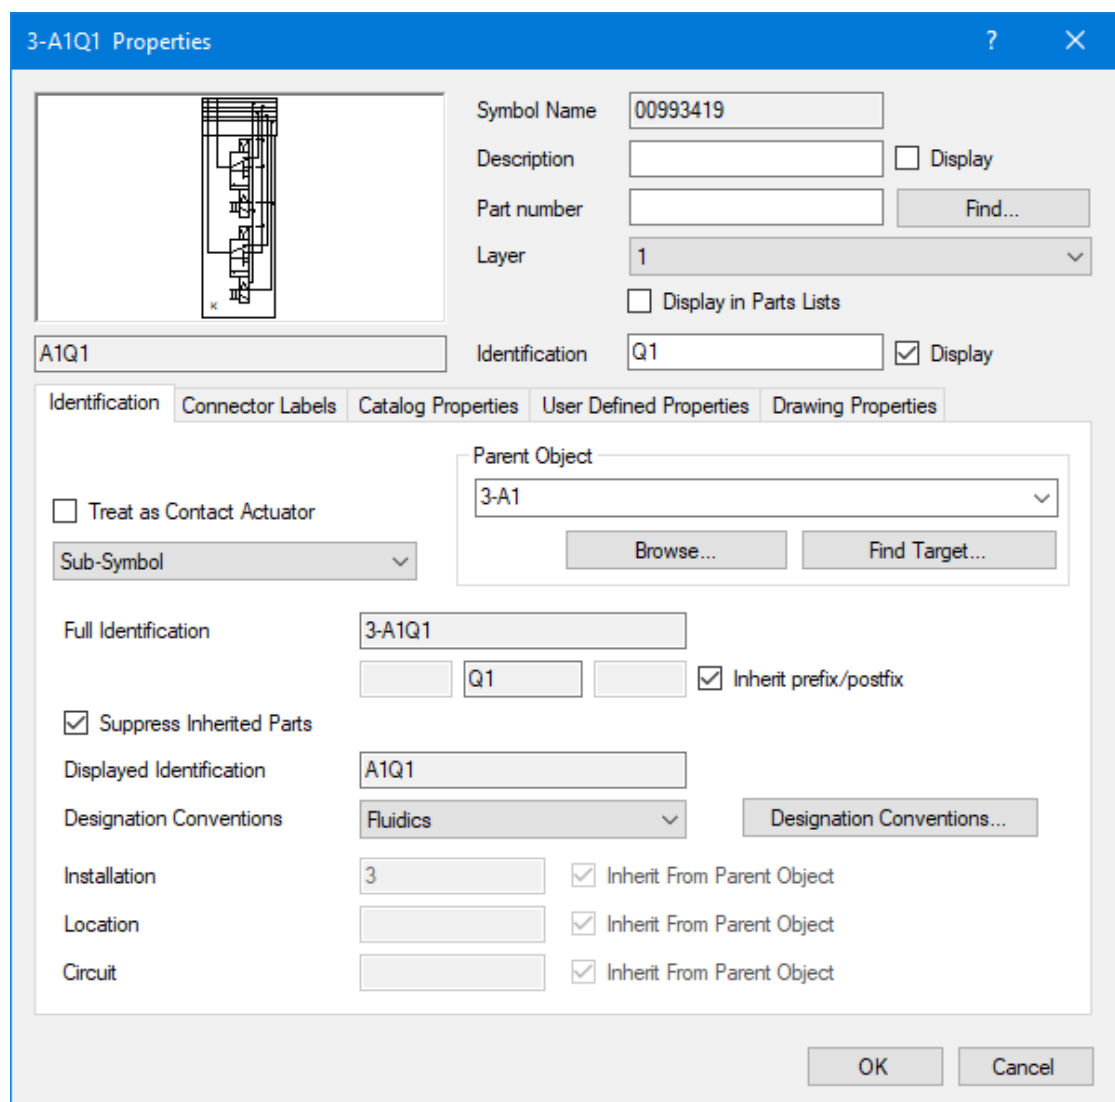 3-A1Q1 Properties ?
Symbol Name 00993419
Description Display
Part number Find...
Layer 1
Display in Parts Lists
K
A1Q1
Identification Q1 Display
Identification Connector Labels Catalog Properties User Defined Properties Drawing Properties
Parent Object
3-A1
Treat as Contact Actuator
Browse... Find Target...
Sub-Symbol
Full Identification 3-A1Q1
Q1 Inherit prefix/postfix
Suppress Inherited Parts
Displayed Identification A1Q1
Designation Conventions Fluidics Designation Conventions...
Installation 3 Inherit From Parent Object
Location Inherit From Parent Object
Circuit Inherit From Parent Object
OK Cancel